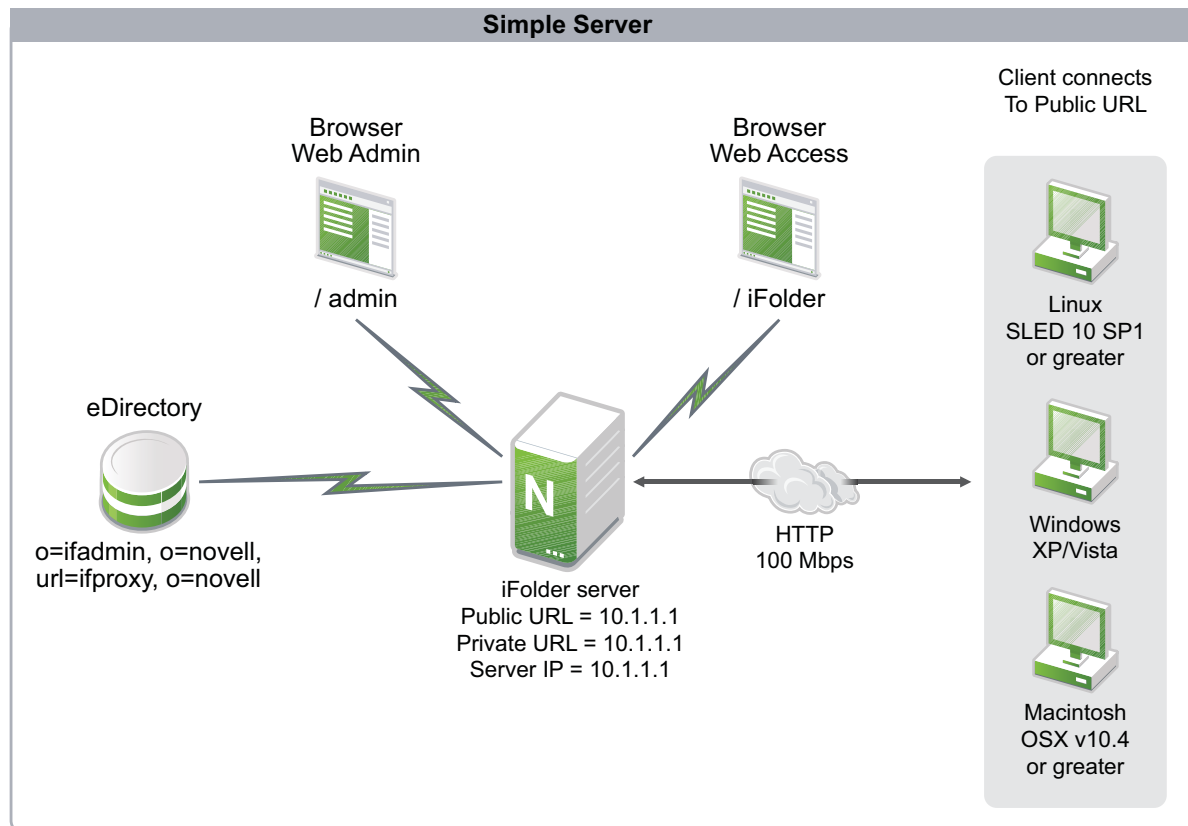 Simple Server
Client connects
To Public URL
Browser
Web Admin
/ admin
Browser
Web Access
/ iFolder
eDirectory
o=ifadmin, o=novell,
url=ifproxy, o=novell
N
iFolder server
Public URL = 10.1.1.1
Private URL = 10.1.1.1
Server IP = 10.1.1.1
HTTP
100 Mbps
Linux
SLED 10 SP1
or greater
Windows
XP/Vista
Macintosh
OSX v10.4
or greater